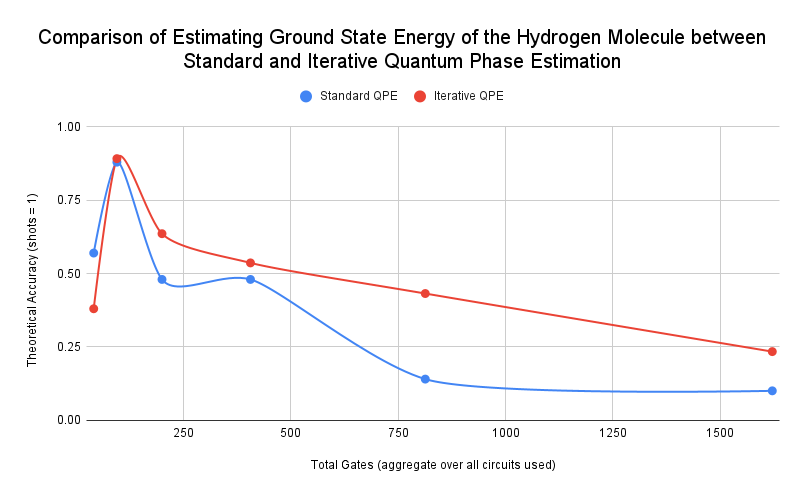 Comparison of Estimating Ground State Energy of the Hydrogen Molecule between
Standard and Iterative Quantum Phase Estimation
Standard QPE
Iterative QPE
1.00
0.75
0.50
0.25
0.00
Theoretical Accuracy (shots = 1)
250
500
750
1000
1250
1500
Total Gates (aggregate over all circuits used)